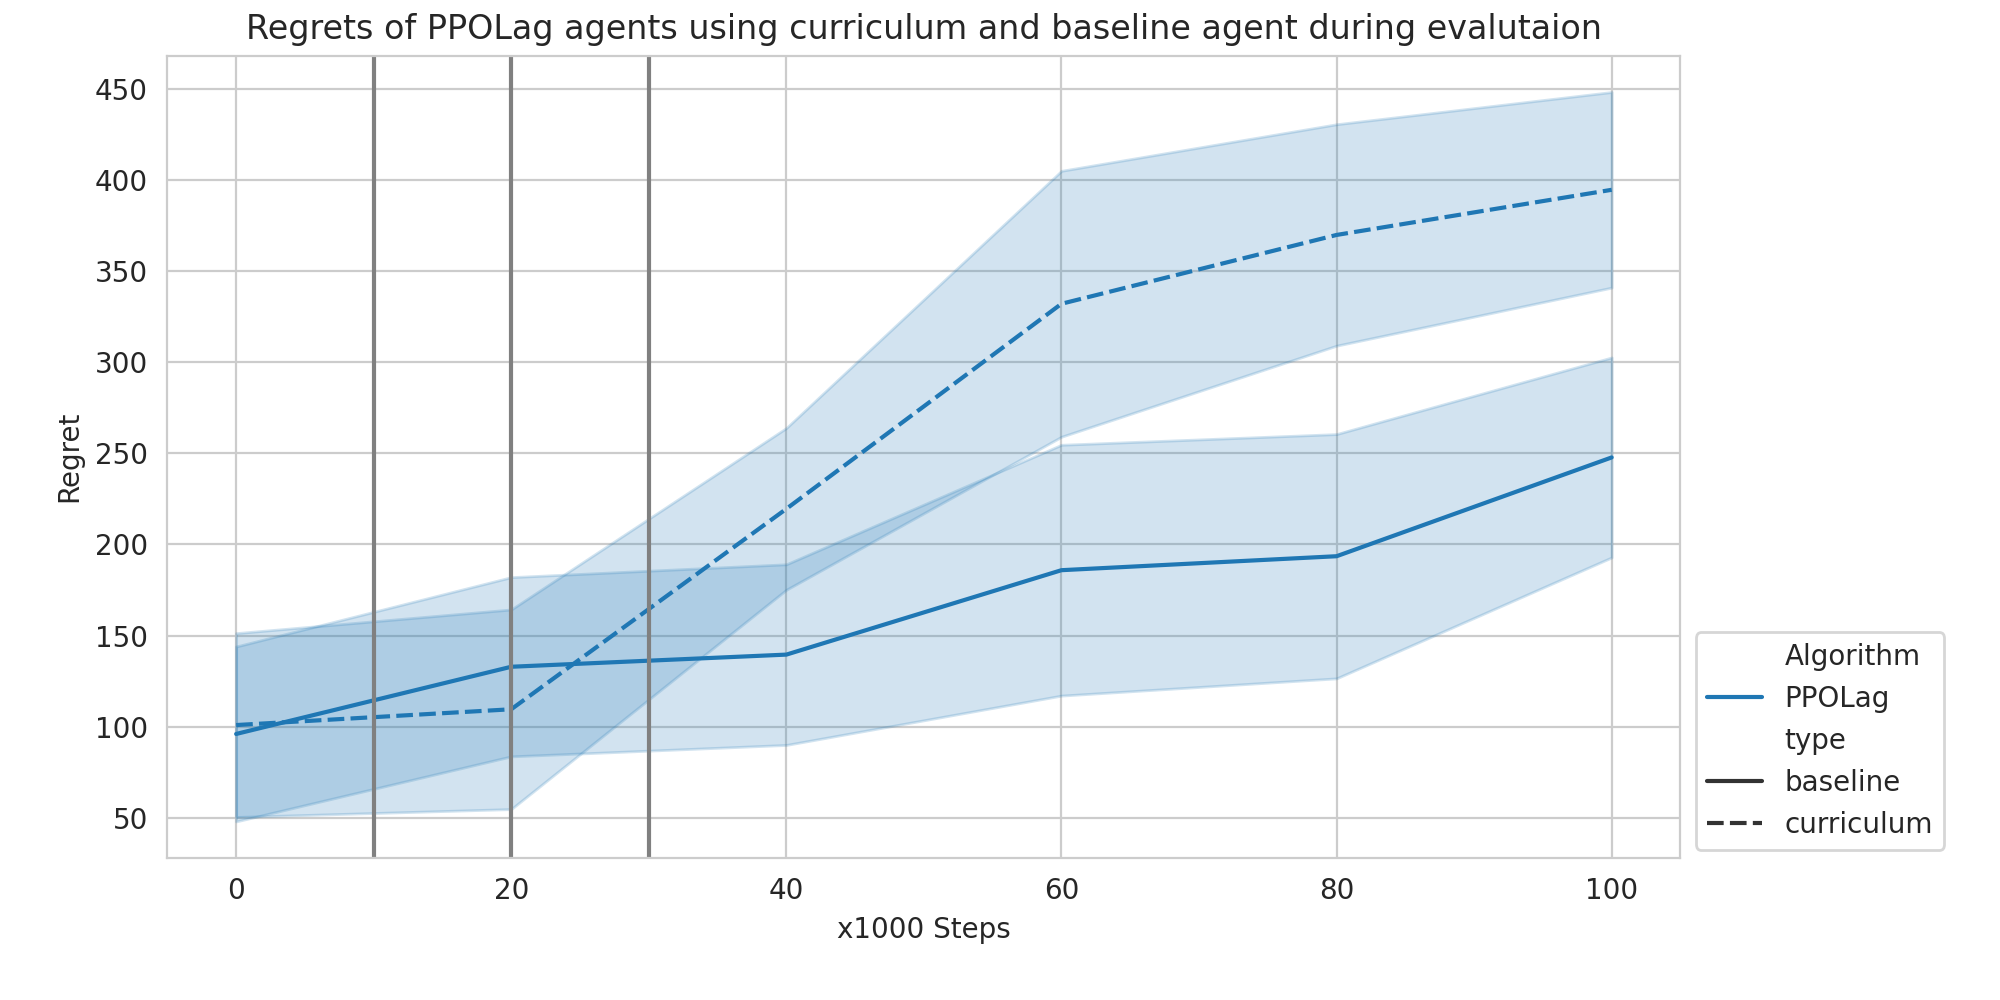 Regrets of PPOLag agents using curriculum and baseline agent during evalutaion
450
400
350
300
250
200
150
100
50
Regret
0 20 40 60 80 100
x1000 Steps
Algorithm
PPOLag
type
baseline
curriculum